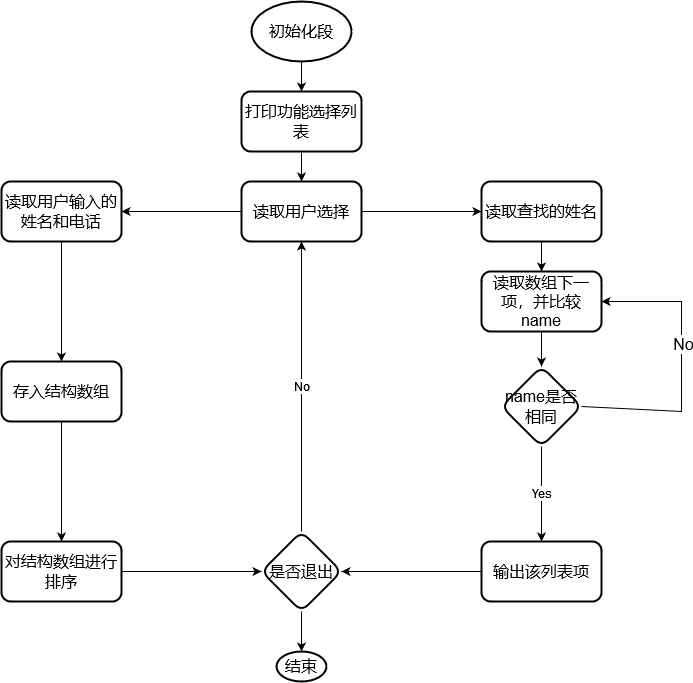 初始化段
打印功能选择列
表
读取用户输入的
姓名和电话
读取用户选择
读取查找的姓名
读取数组下一
项，并比较
name
No
存入结构数组
No
name是否
相同
Yes
对结构数组进行
排序
是否退出
输出该列表项
结束